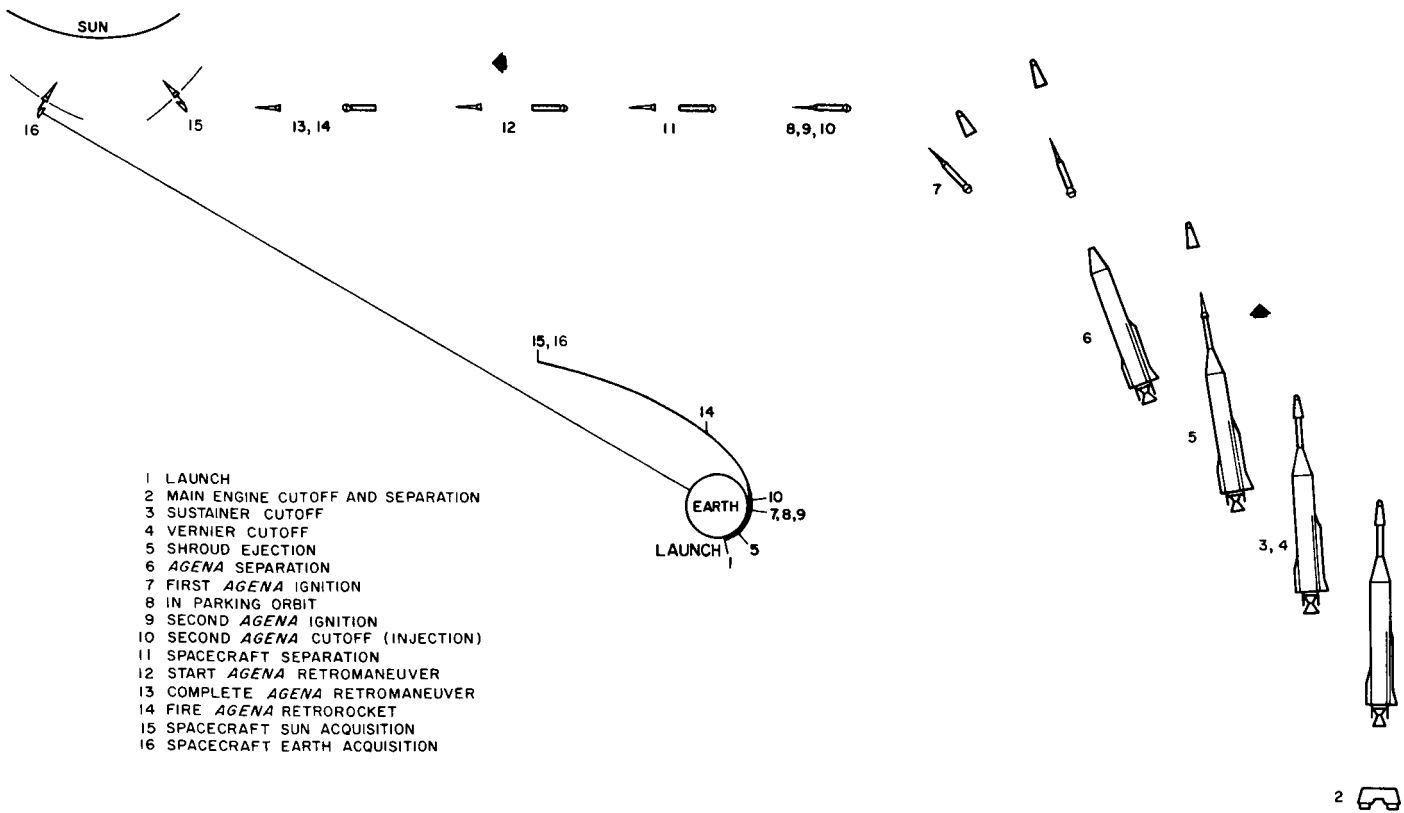 SUN
16
15
13, 14
12
11
8, 9, 10
7
6
5
3, 4
2
15, 16
14
10
7, 8, 9
EARTH
LAUNCH
1
5
1 LAUNCH
2 MAIN ENGINE CUTOFF AND SEPARATION
3 SUSTAINER CUTOFF
4 VERNIER CUTOFF
5 SHROUD EJECTION
6 AGENA SEPARATION
7 FIRST AGENA IGNITION
8 IN PARKING ORBIT
9 SECOND AGENA IGNITION
10 SECOND AGENA CUTOFF (INJECTION)
11 SPACECRAFT SEPARATION
12 START AGENA RETROMANEUVER
13 COMPLETE AGENA RETROMANEUVER
14 FIRE AGENA RETROROCKET
15 SPACECRAFT SUN ACQUISITION
16 SPACECRAFT EARTH ACQUISITION